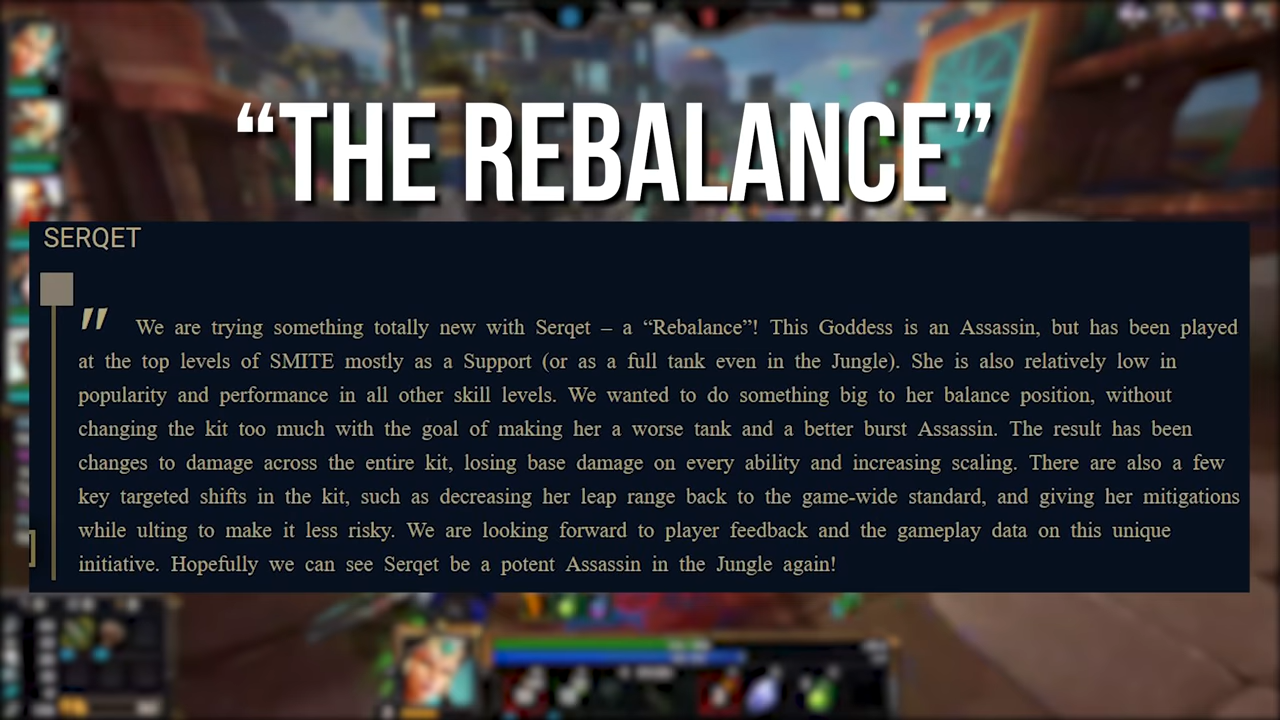 “THE REBALANCE”
SERQET
" We are trying something totally new with Serqet – a “Rebalance”! This Goddess is an Assassin, but has been played
at the top levels of SMITE mostly as a Support (or as a full tank even in the Jungle). She is also relatively low in
popularity and performance in all other skill levels. We wanted to do something big to her balance position, without
changing the kit too much with the goal of making her a worse tank and a better burst Assassin. The result has been
changes to damage across the entire kit, losing base damage on every ability and increasing scaling. There are also a few
key targeted shifts in the kit, such as decreasing her leap range back to the game-wide standard, and giving her mitigations
while ulting to make it less risky. We are looking forward to player feedback and the gameplay data on this unique
initiative. Hopefully we can see Serqet be a potent Assassin in the Jungle again!